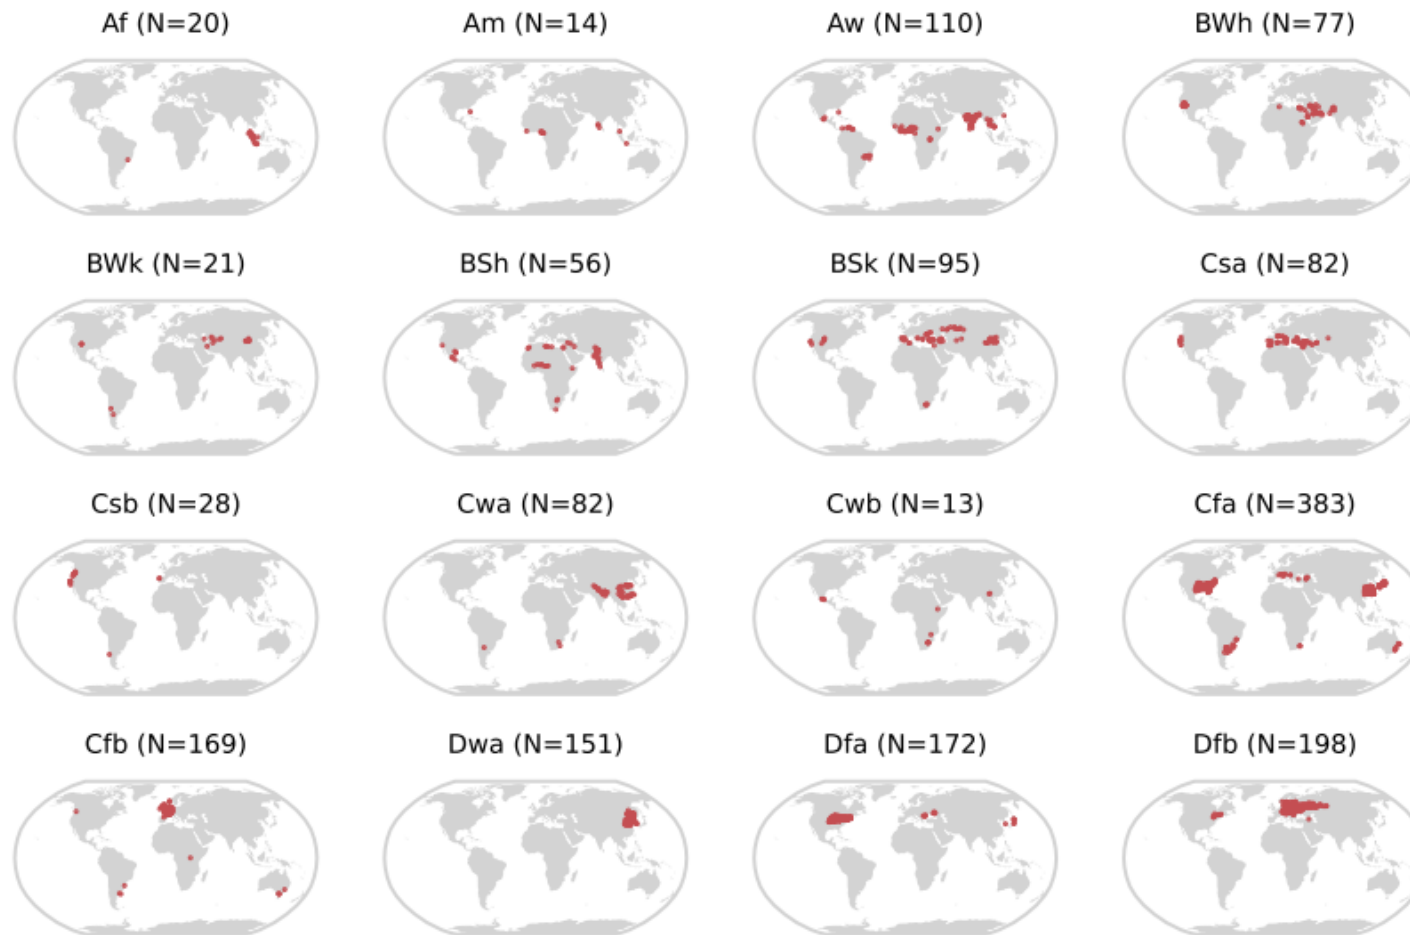 Af (N=20)
Am (N=14)
Aw (N=110)
BWh (N=77)
BWk (N=21)
BSh (N=56)
BSk (N=95)
Csa (N=82)
Csb (N=28)
Cwa (N=82)
Cwb (N=13)
Cfa (N=383)
Cfb (N=169)
Dwa (N=151)
Dfa (N=172)
Dfb (N=198)